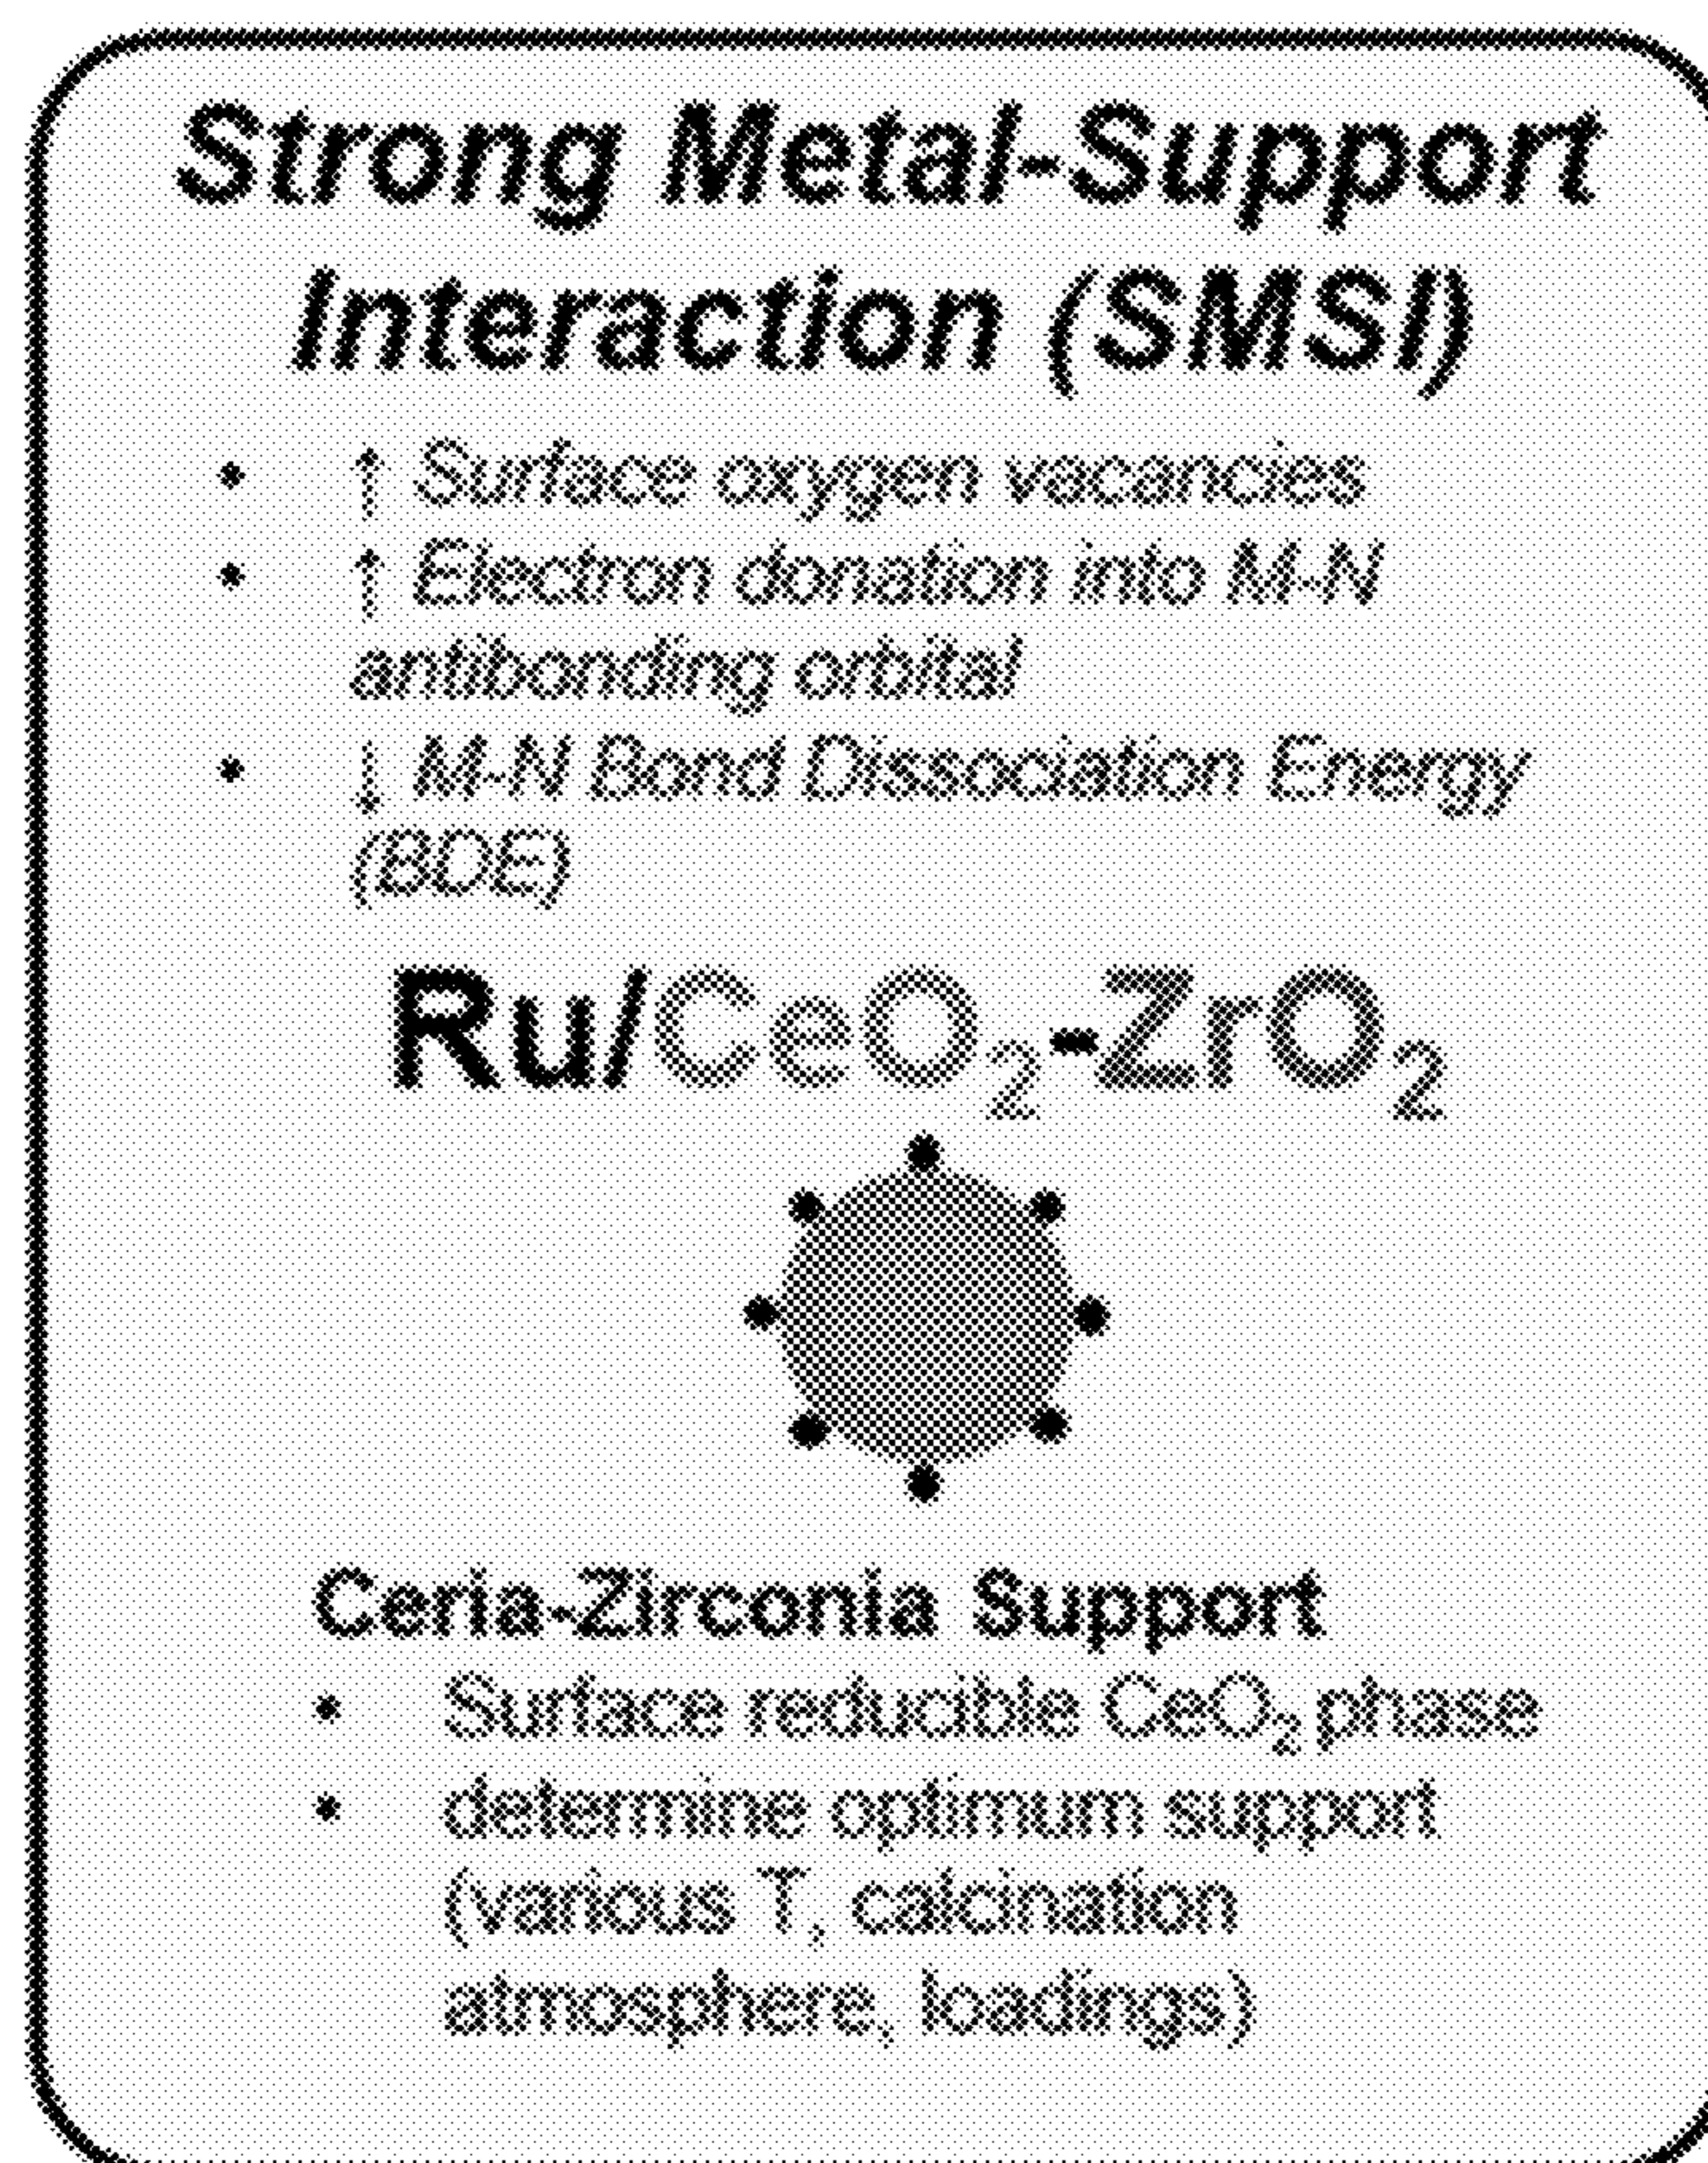 Strong Metal-Support
Interaction (SMSI)
• ↑ Surface oxygen vacancies
• ↑ Electron donation into M-N
antibonding orbital
• ↓ M-N Bond Dissociation Energy
(BDE)
Ru/CeO₂-ZrO₂
Ceria-Zirconia Support
• Surface reducible CeO₂ phase
• determine optimum support
(various T, calcination
atmosphere, loadings)